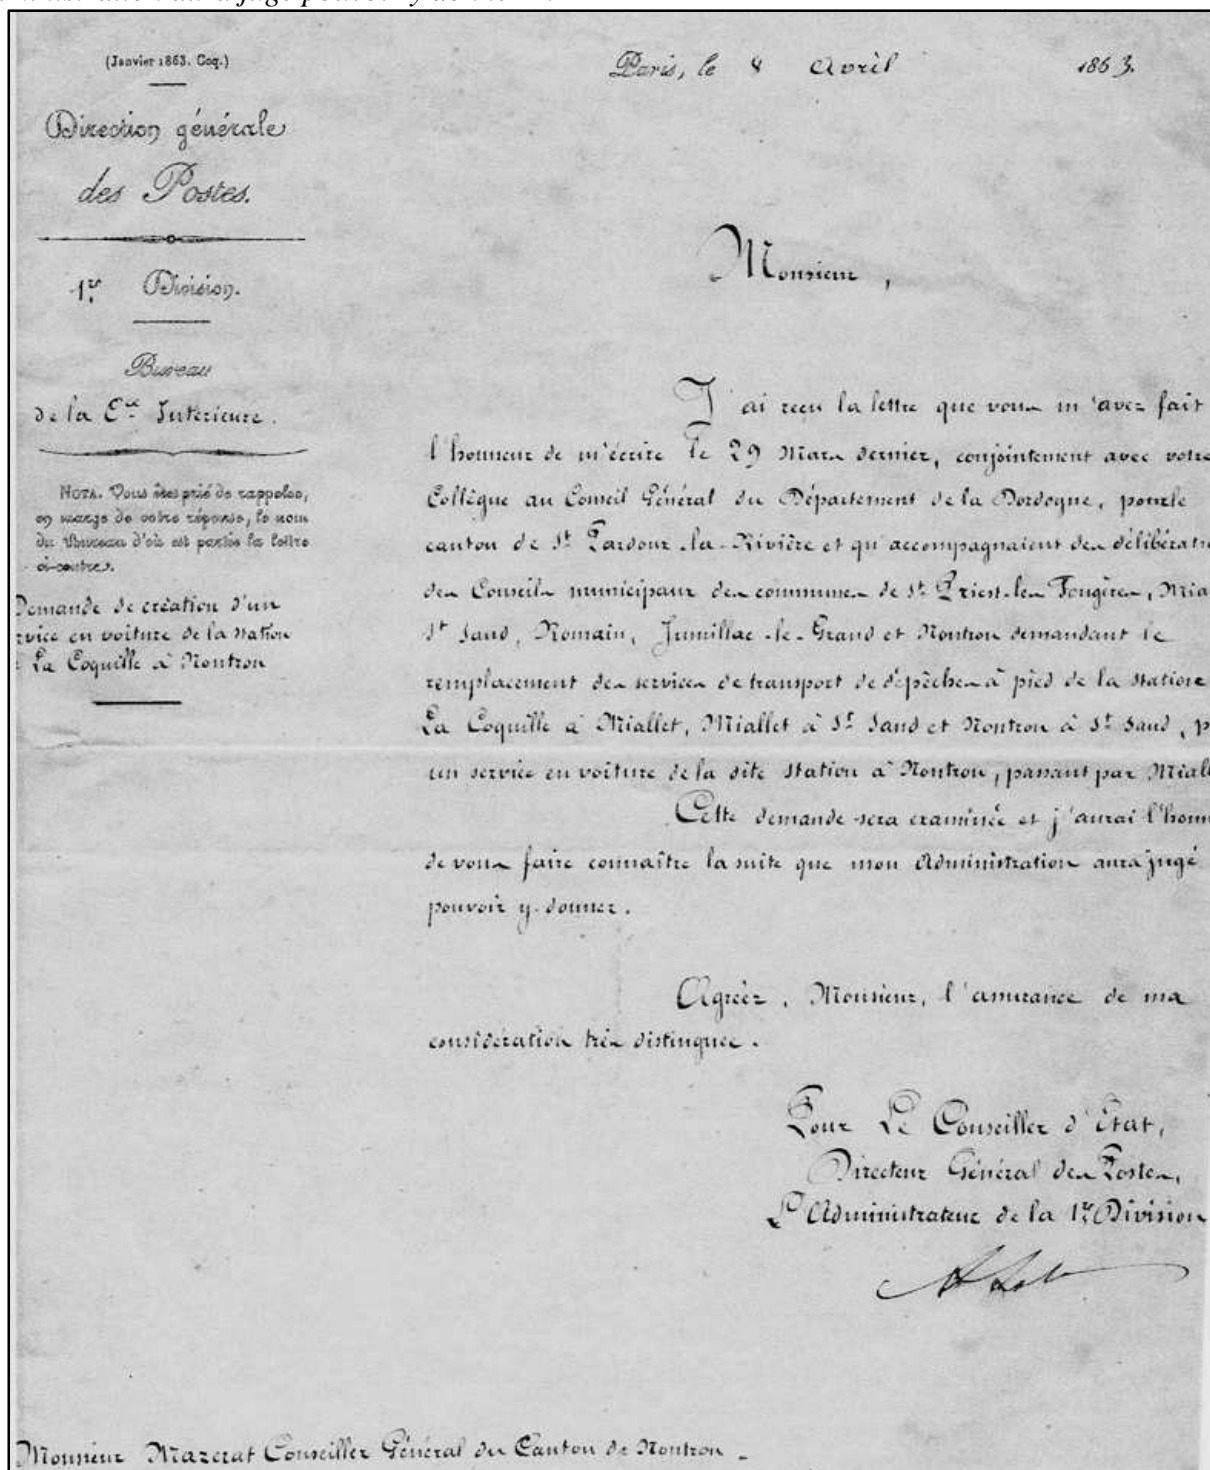 (Janvier 1863. Coq.)
Direction générale
des Postes.
1re Division.
Bureau
de la Cce Intérieure.
NOTA. Vous êtes prié de rappeler,
en marge de votre réponse, le nom
du Bureau d'où est partie la lettre
ci-contre.
Demande de création d'un
rvice en voiture de la station
La Coquille à Nontron
Paris, le 8 Avril 1863.
Monsieur,
J'ai reçu la lettre que vous m'avez fait
l'honneur de m'écrire le 29 Mars dernier, conjointement avec votre
Collègue au Conseil Général du Département de la Dordogne, pour le
canton de St Pardoux-la-Rivière et qu'accompagnaient des délibérati
des Conseils municipaux des communes de St Priest-les-Fougères, Mia
St Saud, Romain, Jumillac-le-Grand et Nontron demandant le
remplacement des services de transport de dépêches à pied de la station
La Coquille à Miallet, Miallet à St Saud et Nontron à St Saud, p
un service en voiture de la dite station à Nontron, passant par Miall
Cette demande sera examinée et j'aurai l'honn
de vous faire connaître la suite que mon Administration aura jugé
pouvoir y donner.
Agréez, Monsieur, l'assurance de ma
considération très distinguée.
Pour Le Conseiller d'État,
Directeur Général des Postes,
L'Administrateur de la 1re Division
Monsieur Mazerat Conseiller Général du Canton de Nontron